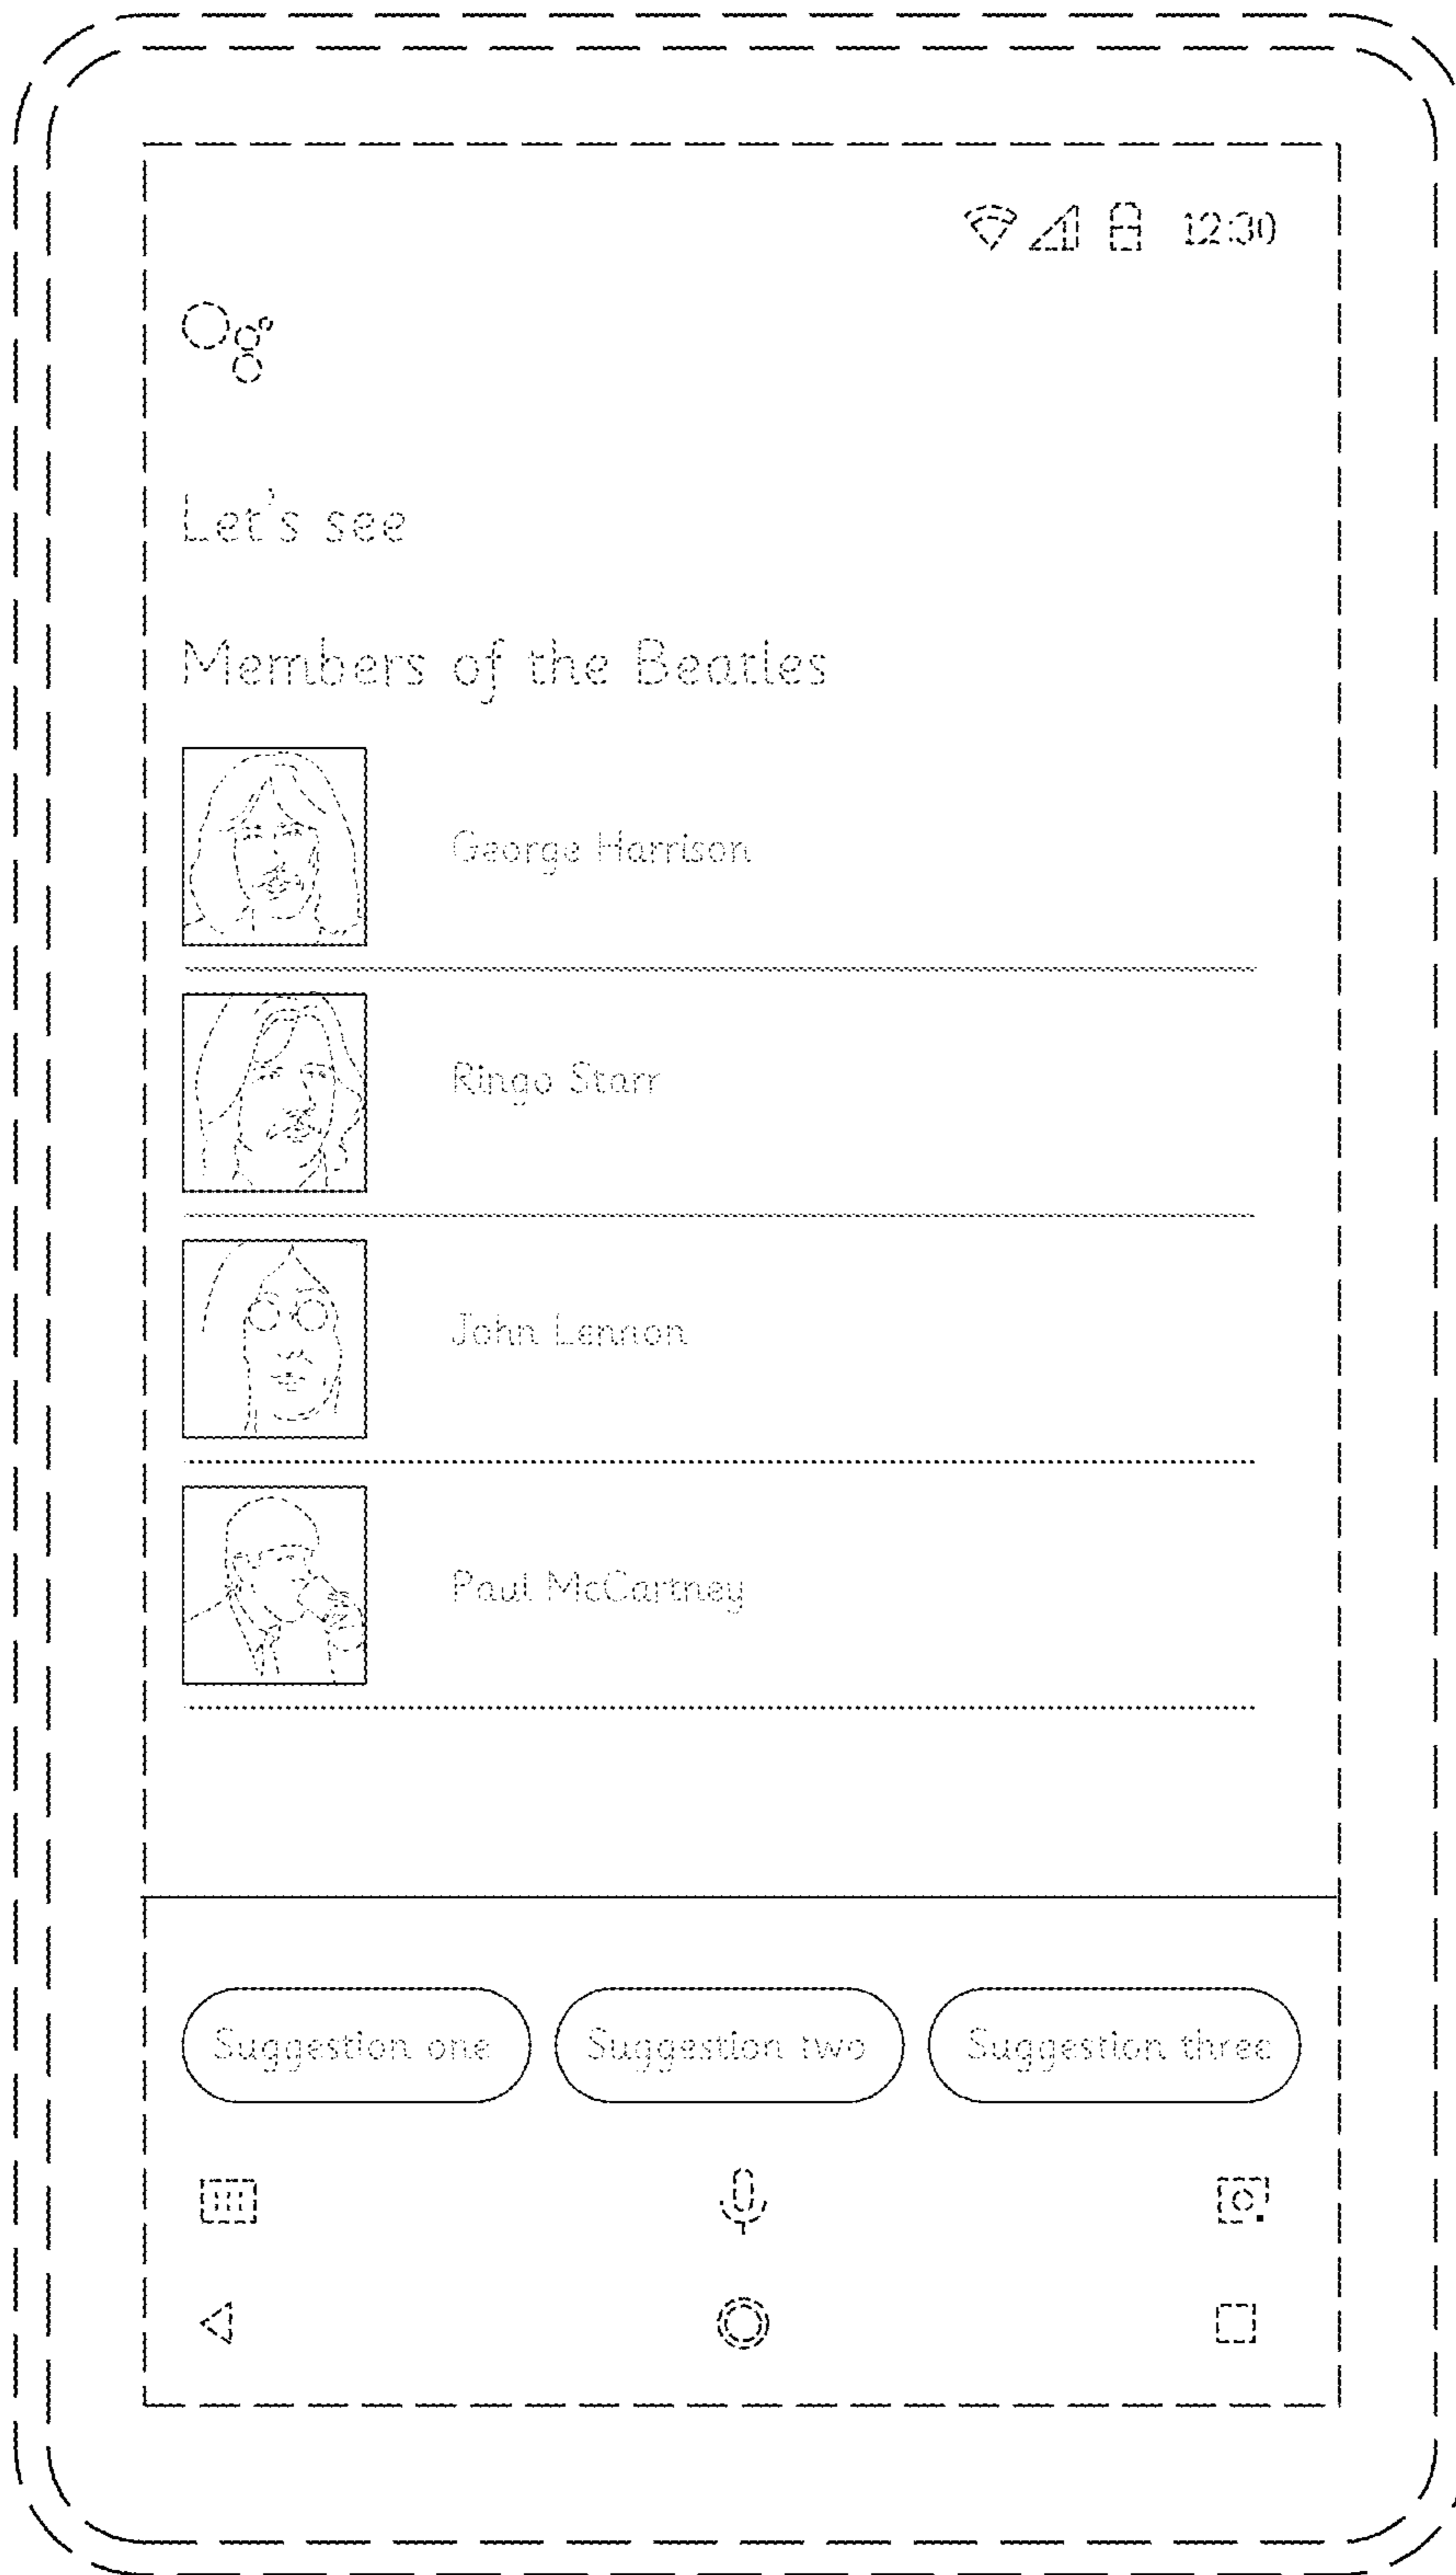 12:30
Let's see
Members of the Beatles
George Harrison
Ringo Starr
John Lennon
Paul McCartney
Suggestion one Suggestion two Suggestion three